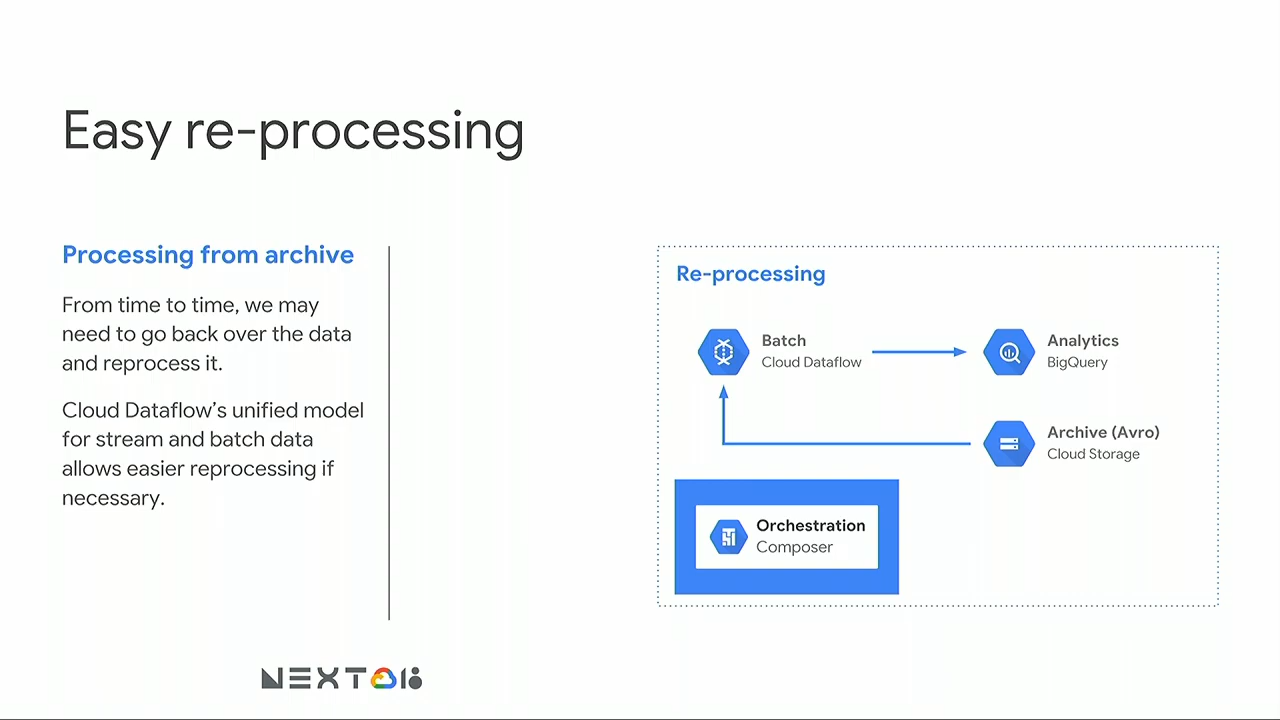 Easy re-processing
Processing from archive
From time to time, we may
need to go back over the data
and reprocess it.
Cloud Dataflow’s unified model
for stream and batch data
allows easier reprocessing if
necessary.
Re-processing
Batch
Cloud Dataflow
Analytics
BigQuery
Archive (Avro)
Cloud Storage
Orchestration
Composer
NEXT 18